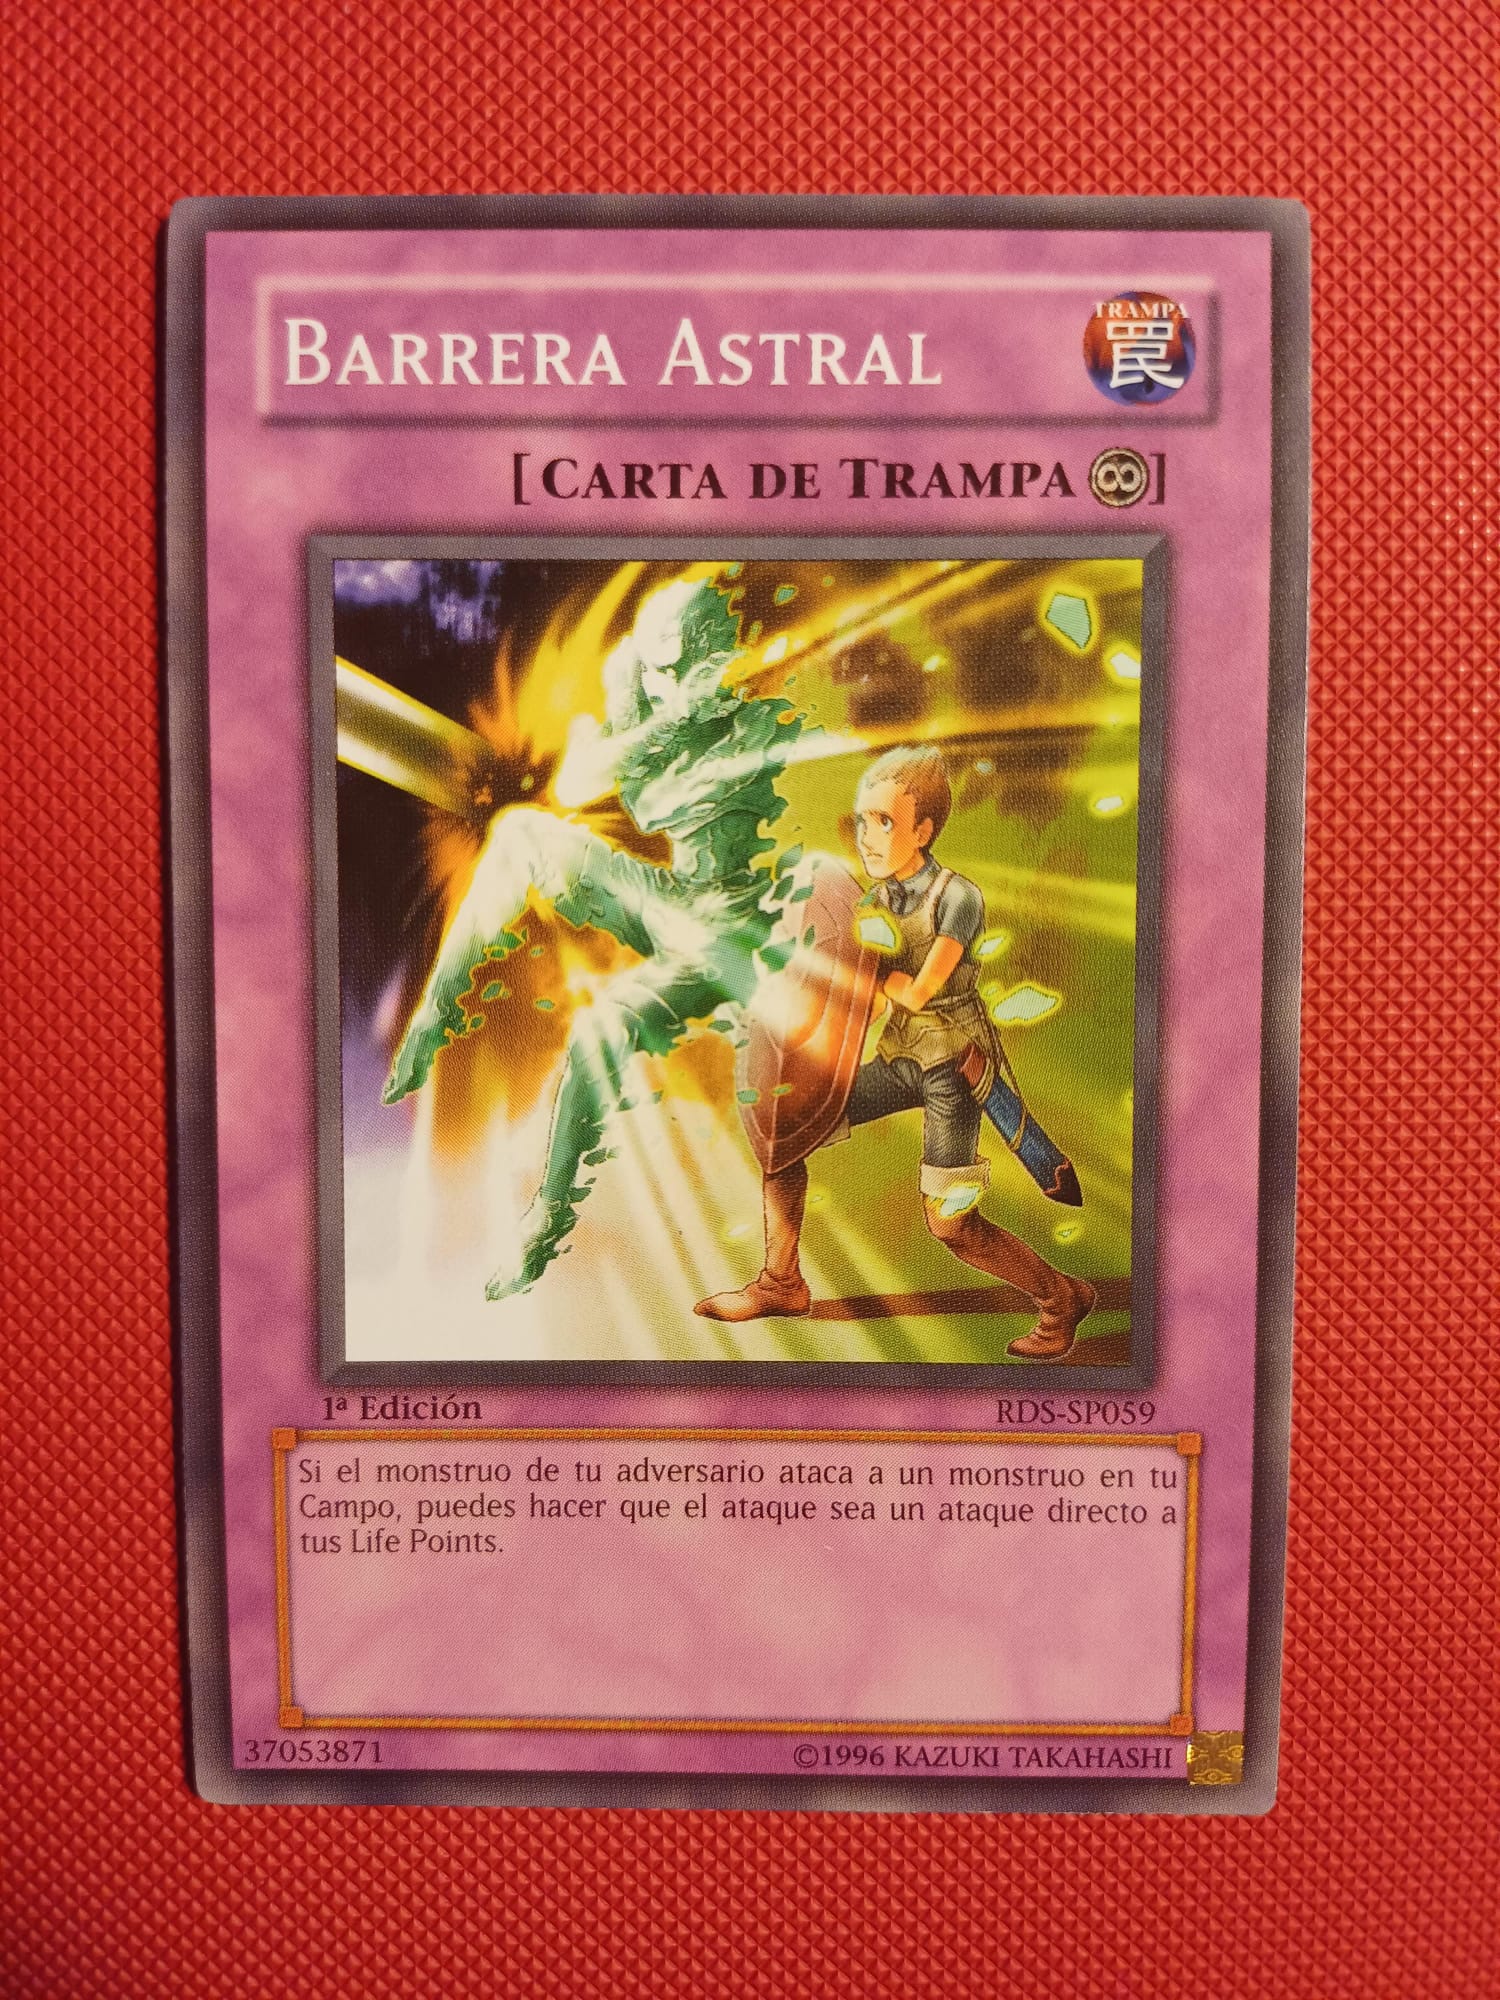 BARRERA ASTRAL
TRAMPA
罠
[CARTA DE TRAMPA ∞]
1ª Edición
RDS-SP059
Si el monstruo de tu adversario ataca a un monstruo en tu
Campo, puedes hacer que el ataque sea un ataque directo a
tus Life Points.
37053871
©1996 KAZUKI TAKAHASHI